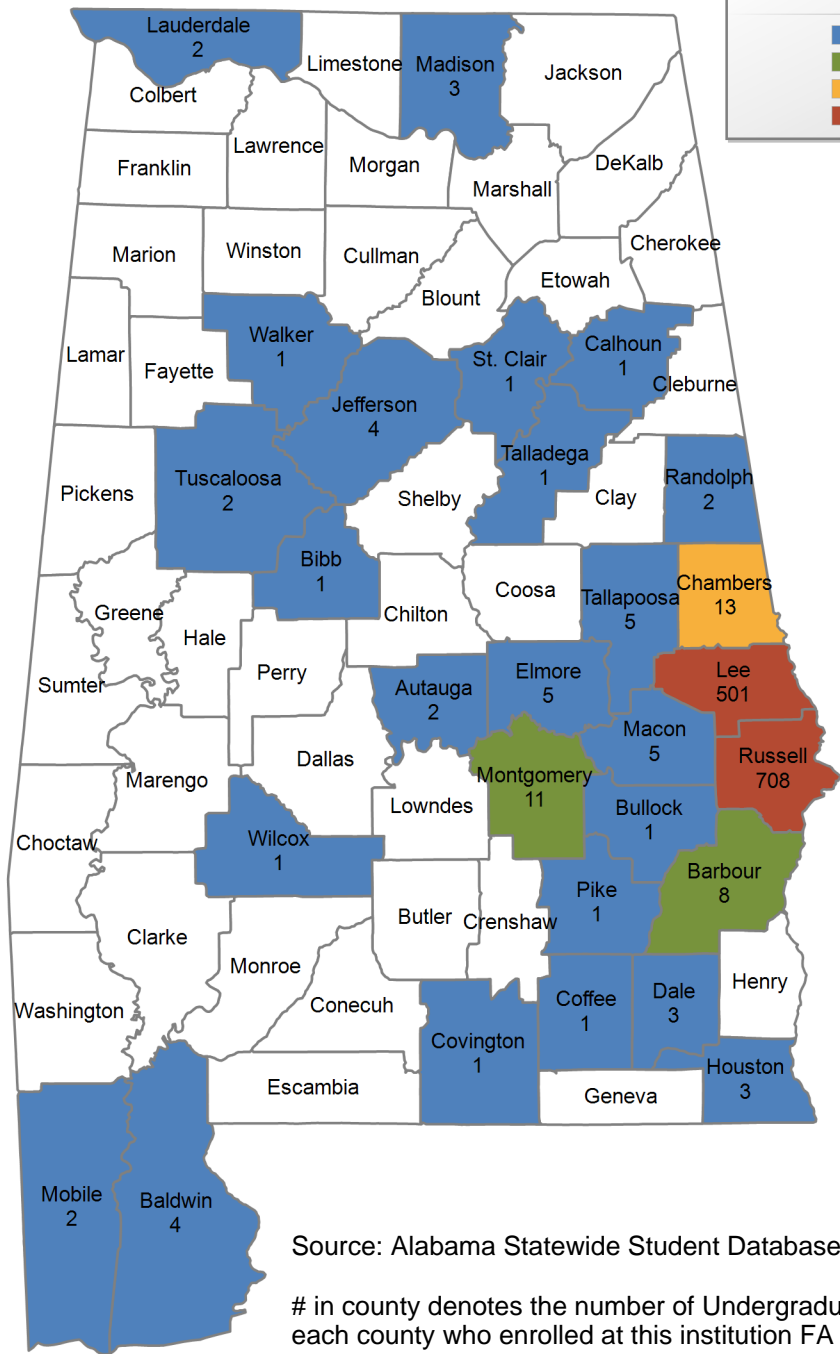 Lauderdale
2
Limestone
Madison
3
Jackson
Colbert
Lawrence
Franklin
Morgan
DeKalb
Marshall
Marion
Winston
Cullman
Cherokee
Etowah
Blount
Walker
1
Lamar
Fayette
St. Clair
1
Calhoun
1
Cleburne
Jefferson
4
Talladega
1
Tuscaloosa
2
Pickens
Shelby
Clay
Randolph
2
Bibb
1
Coosa
Tallapoosa
5
Chambers
13
Greene
Hale
Chilton
Perry
Sumter
Autauga
2
Elmore
5
Lee
501
Macon
5
Russell
708
Dallas
Marengo
Montgomery
11
Lowndes
Bullock
1
Choctaw
Wilcox
1
Barbour
8
Pike
1
Butler
Crenshaw
Clarke
Monroe
Conecuh
Washington
Coffee
1
Dale
3
Henry
Covington
1
Escambia
Geneva
Houston
3
Mobile
2
Baldwin
4
Source: Alabama Statewide Student Database
# in county denotes the number of Undergradu
each county who enrolled at this institution FA